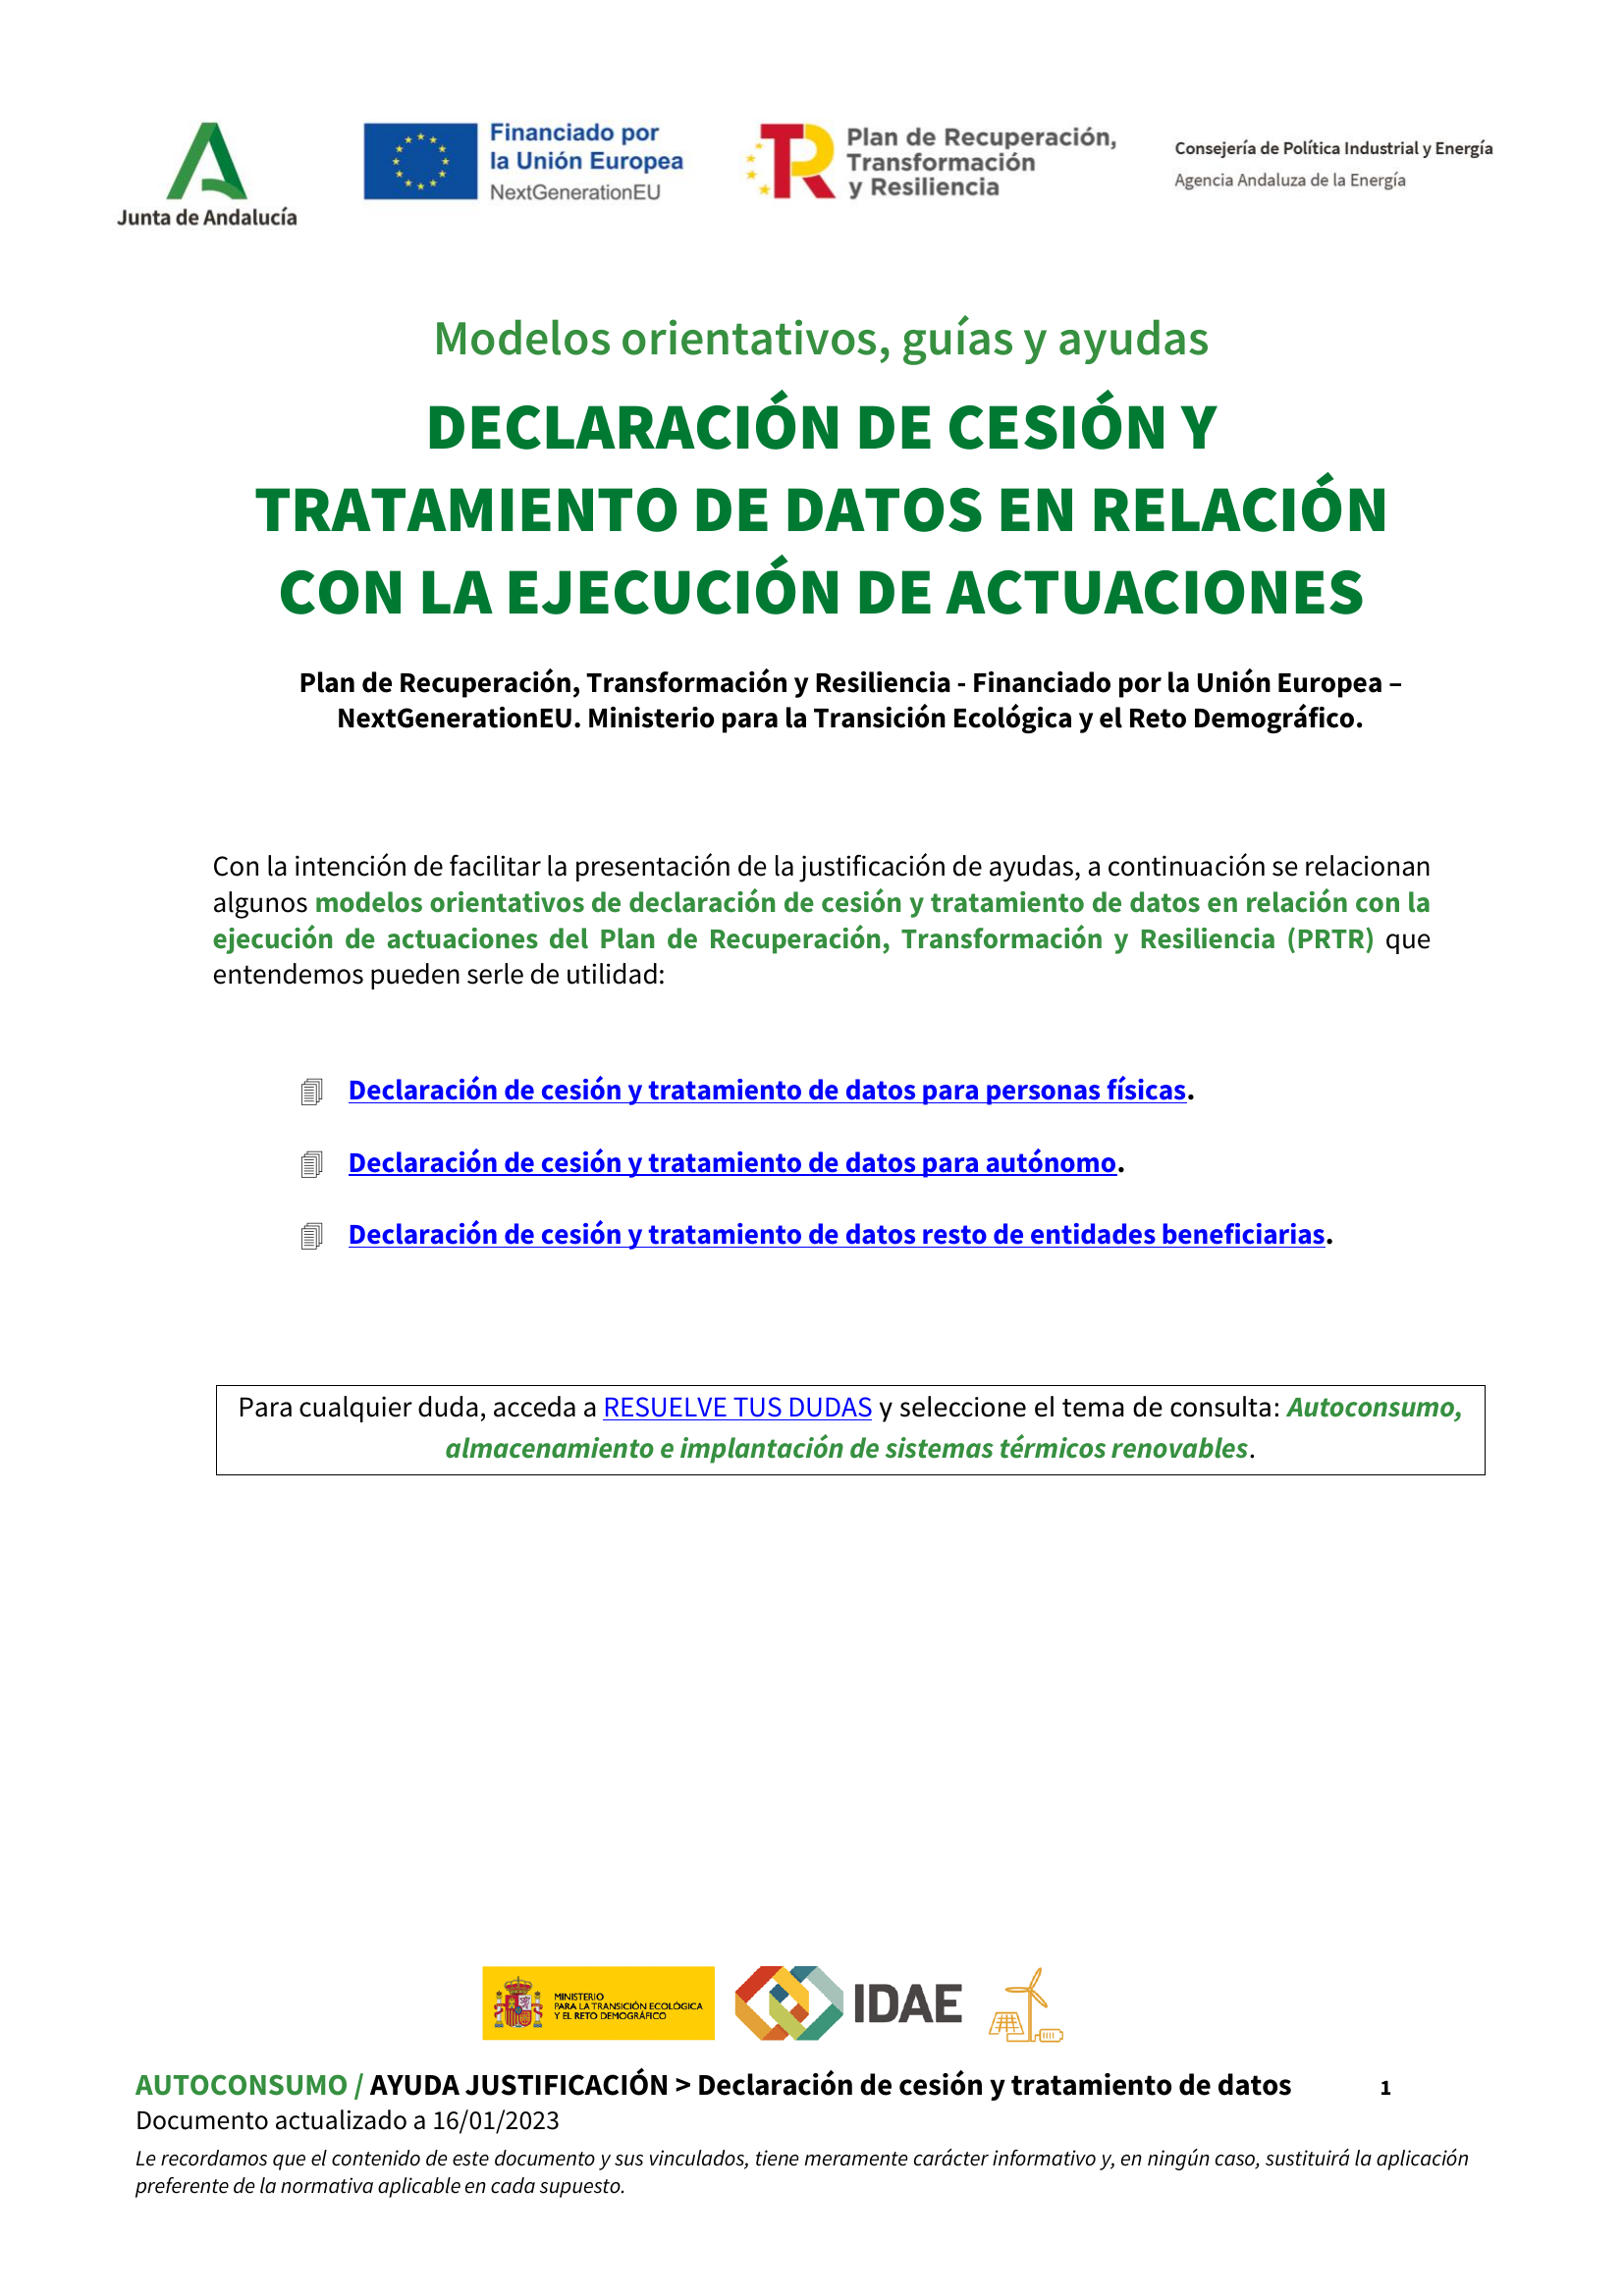 Junta de Andalucía
Financiado por
la Unión Europea
NextGenerationEU
Plan de Recuperación,
Transformación
y Resiliencia
Consejería de Política Industrial y Energía
Agencia Andaluza de la Energía
Modelos orientativos, guías y ayudas
DECLARACIÓN DE CESIÓN Y
TRATAMIENTO DE DATOS EN RELACIÓN
CON LA EJECUCIÓN DE ACTUACIONES
Plan de Recuperación, Transformación y Resiliencia - Financiado por la Unión Europea –
NextGenerationEU. Ministerio para la Transición Ecológica y el Reto Demográfico.
Con la intención de facilitar la presentación de la justificación de ayudas, a continuación se relacionan
algunos modelos orientativos de declaración de cesión y tratamiento de datos en relación con la
ejecución de actuaciones del Plan de Recuperación, Transformación y Resiliencia (PRTR) que
entendemos pueden serle de utilidad:
Declaración de cesión y tratamiento de datos para personas físicas.
Declaración de cesión y tratamiento de datos para autónomo.
Declaración de cesión y tratamiento de datos resto de entidades beneficiarias.
Para cualquier duda, acceda a RESUELVE TUS DUDAS y seleccione el tema de consulta: Autoconsumo,
almacenamiento e implantación de sistemas térmicos renovables.
MINISTERIO
PARA LA TRANSICIÓN ECOLÓGICA
Y EL RETO DEMOGRÁFICO
IDAE
AUTOCONSUMO / AYUDA JUSTIFICACIÓN > Declaración de cesión y tratamiento de datos 1
Documento actualizado a 16/01/2023
Le recordamos que el contenido de este documento y sus vinculados, tiene meramente carácter informativo y, en ningún caso, sustituirá la aplicación
preferente de la normativa aplicable en cada supuesto.